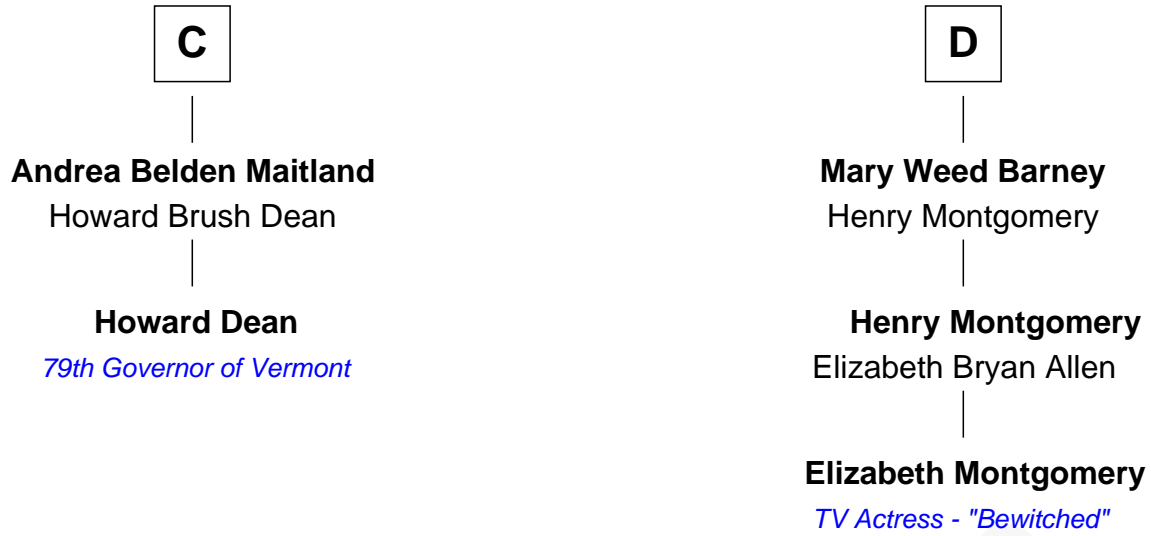 C
Andrea Belden Maitland
Howard Brush Dean
Howard Dean
79th Governor of Vermont
D
Mary Weed Barney
Henry Montgomery
Henry Montgomery
Elizabeth Bryan Allen
Elizabeth Montgomery
TV Actress - "Bewitched"